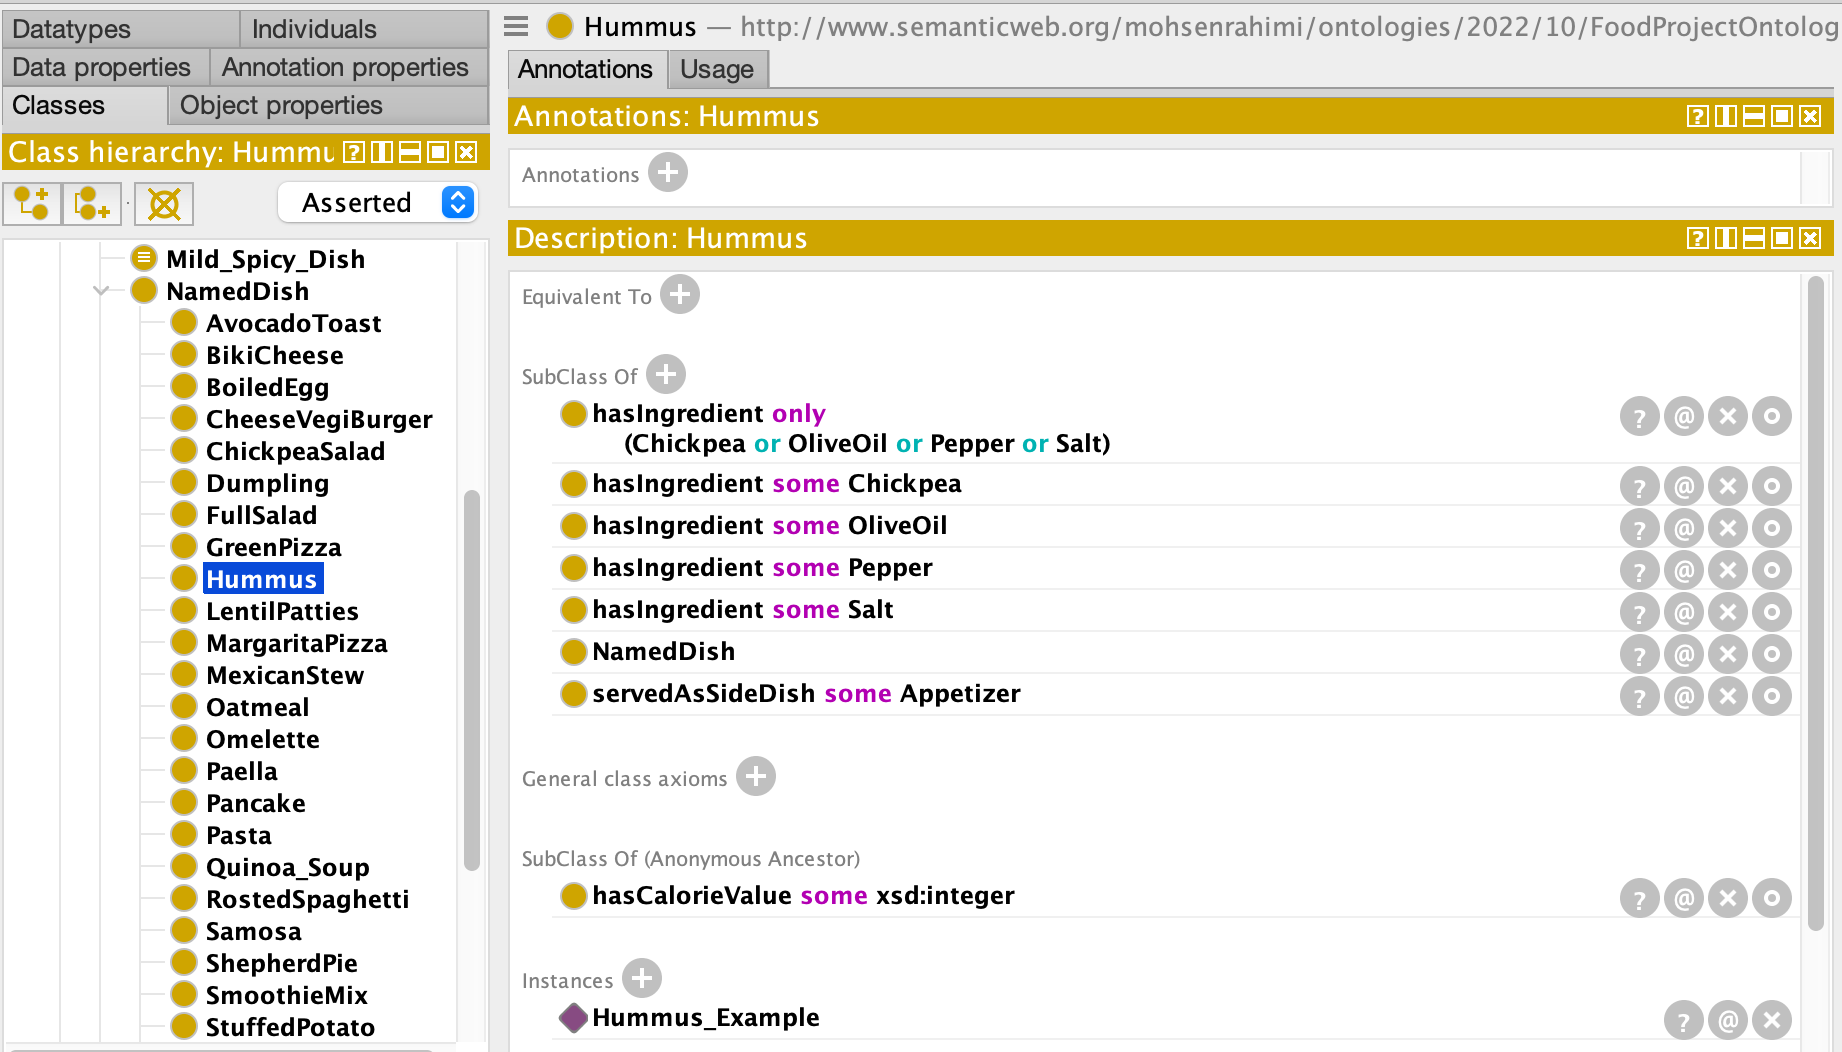 Datatypes
Individuals
Data properties
Annotation properties
Classes
Object properties
Class hierarchy: Hummu
Asserted
Mild_Spicy_Dish
NamedDish
AvocadoToast
BikiCheese
BoiledEgg
CheeseVegiBurger
ChickpeaSalad
Dumpling
FullSalad
GreenPizza
Hummus
LentilPatties
MargaritaPizza
MexicanStew
Oatmeal
Omelette
Paella
Pancake
Pasta
Quinoa_Soup
RostedSpaghetti
Samosa
ShepherdPie
SmoothieMix
StuffedPotato
Hummus — http://www.semanticweb.org/mohsenrahimi/ontologies/2022/10/FoodProjectOntolog
Annotations
Usage
Annotations: Hummus
Annotations
Description: Hummus
Equivalent To
SubClass Of
hasIngredient only
(Chickpea or OliveOil or Pepper or Salt)
hasIngredient some Chickpea
hasIngredient some OliveOil
hasIngredient some Pepper
hasIngredient some Salt
NamedDish
servedAsSideDish some Appetizer
General class axioms
SubClass Of (Anonymous Ancestor)
hasCalorieValue some xsd:integer
Instances
Hummus_Example